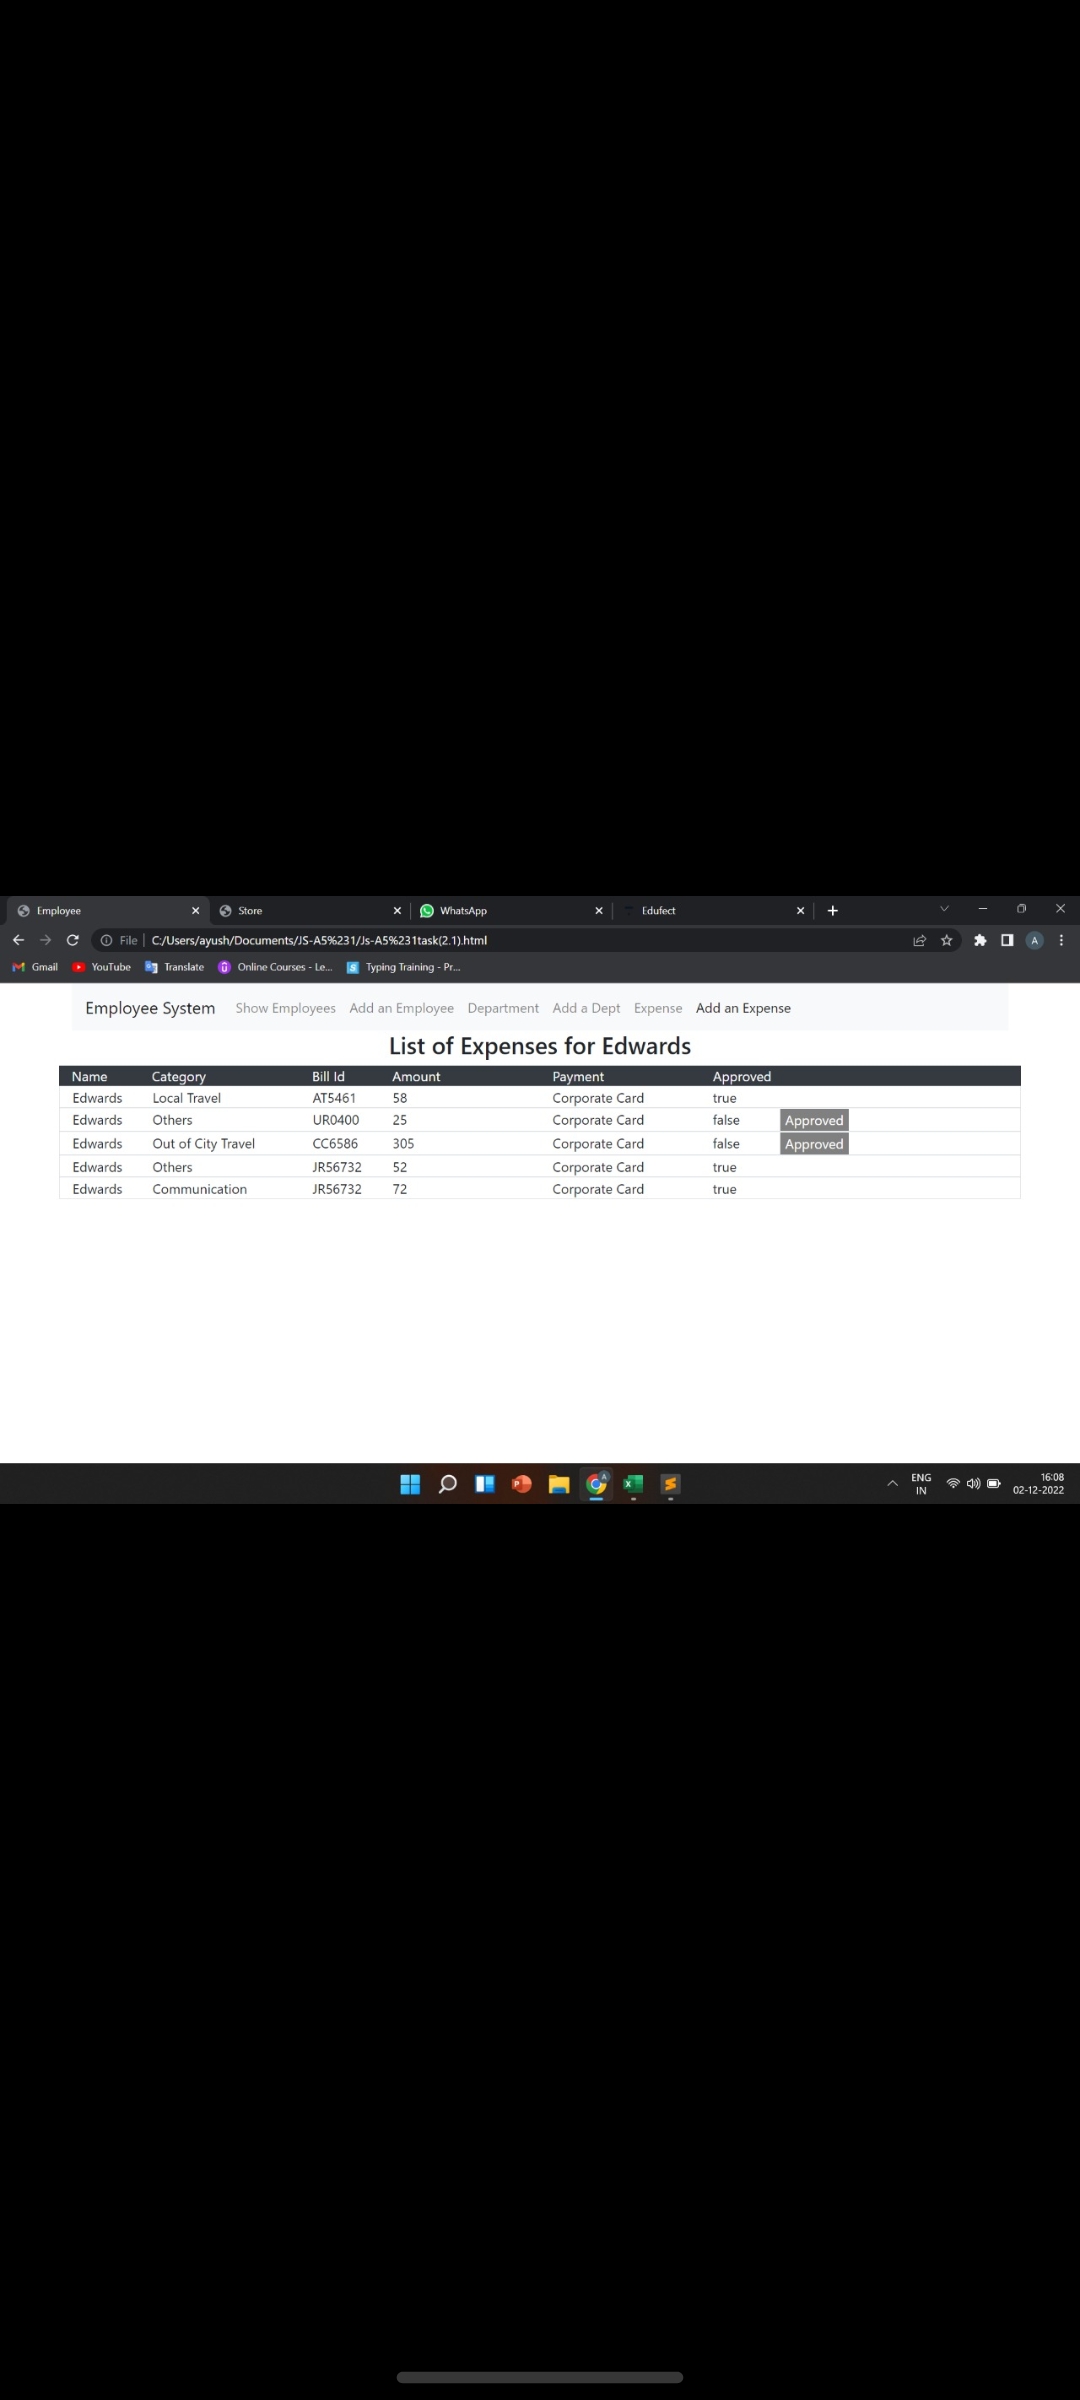 Employee Store WhatsApp Edufect
File C:/Users/ayush/Documents/JS-A5%231/Js-A5%231task(2.1).html A
Gmail YouTube Translate Online Courses - Le... Typing Training - Pr...
Employee System Show Employees Add an Employee Department Add a Dept Expense Add an Expense
List of Expenses for Edwards
Name Category Bill Id Amount Payment Approved
Edwards Local Travel AT5461 58 Corporate Card true
Edwards Others UR0400 25 Corporate Card false Approved
Edwards Out of City Travel CC6586 305 Corporate Card false Approved
Edwards Others JR56732 52 Corporate Card true
Edwards Communication JR56732 72 Corporate Card true
ENG 16:08
IN 02-12-2022